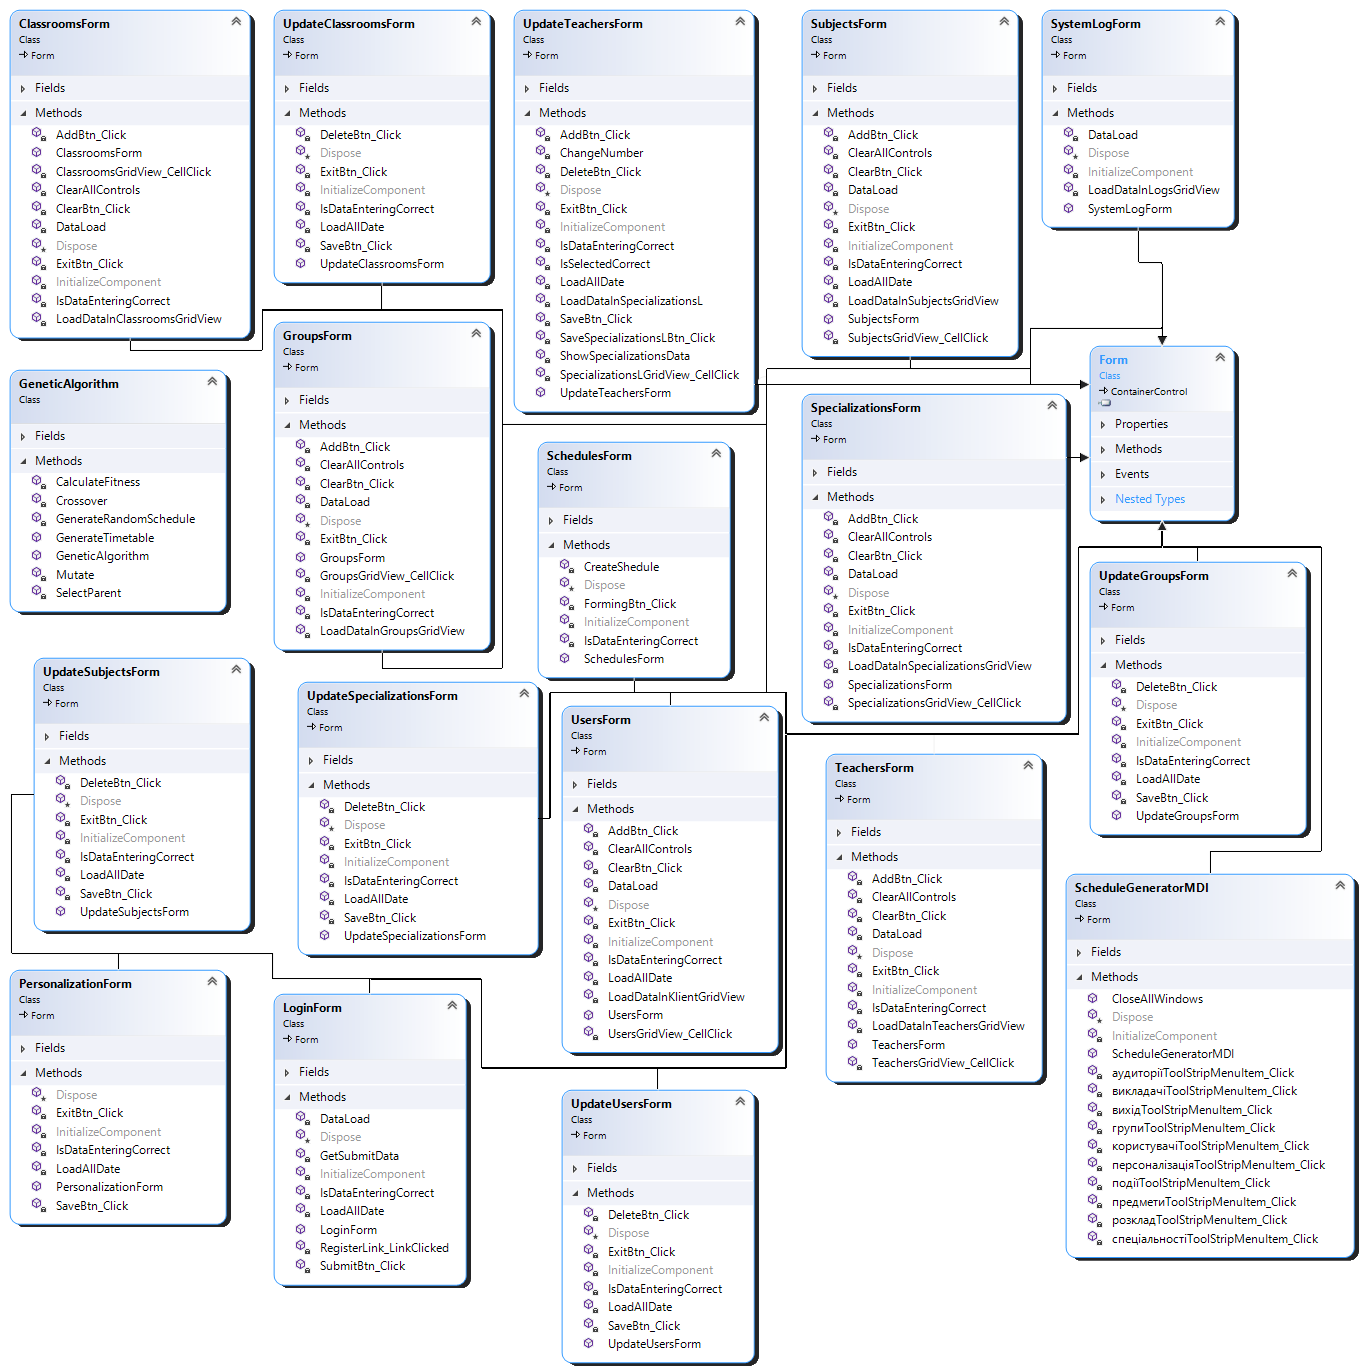 ClassroomsForm
Class
Form
Fields
Methods
AddBtn_Click
ClassroomsForm
ClassroomsGridView_CellClick
ClearAllControls
ClearBtn_Click
DataLoad
Dispose
ExitBtn_Click
InitializeComponent
IsDataEnteringCorrect
LoadDataInClassroomsGridView
UpdateClassroomsForm
Class
Form
Fields
Methods
DeleteBtn_Click
Dispose
ExitBtn_Click
InitializeComponent
IsDataEnteringCorrect
LoadAllDate
SaveBtn_Click
UpdateClassroomsForm
UpdateTeachersForm
Class
Form
Fields
Methods
AddBtn_Click
ChangeNumber
DeleteBtn_Click
Dispose
ExitBtn_Click
InitializeComponent
IsDataEnteringCorrect
IsSelectedCorrect
LoadAllDate
LoadDataInSpecializationsL
SaveBtn_Click
SaveSpecializationsLBtn_Click
ShowSpecializationsData
SpecializationsLGridView_CellClick
UpdateTeachersForm
SubjectsForm
Class
Form
Fields
Methods
AddBtn_Click
ClearAllControls
ClearBtn_Click
DataLoad
Dispose
ExitBtn_Click
InitializeComponent
IsDataEnteringCorrect
LoadAllDate
LoadDataInSubjectsGridView
SubjectsForm
SubjectsGridView_CellClick
SystemLogForm
Class
Form
Fields
Methods
DataLoad
Dispose
InitializeComponent
LoadDataInLogsGridView
SystemLogForm
GeneticAlgorithm
Class
Fields
Methods
CalculateFitness
Crossover
GenerateRandomSchedule
GenerateTimetable
GeneticAlgorithm
Mutate
SelectParent
GroupsForm
Class
Form
Fields
Methods
AddBtn_Click
ClearAllControls
ClearBtn_Click
DataLoad
Dispose
ExitBtn_Click
GroupsForm
GroupsGridView_CellClick
InitializeComponent
IsDataEnteringCorrect
LoadDataInGroupsGridView
SchedulesForm
Class
Form
Fields
Methods
CreateShedule
Dispose
FormingBtn_Click
InitializeComponent
IsDataEnteringCorrect
SchedulesForm
SpecializationsForm
Class
Form
Fields
Methods
AddBtn_Click
ClearAllControls
ClearBtn_Click
DataLoad
Dispose
ExitBtn_Click
InitializeComponent
IsDataEnteringCorrect
LoadDataInSpecializationsGridView
SpecializationsForm
SpecializationsGridView_CellClick
Form
Class
ContainerControl
Properties
Methods
Events
Nested Types
UpdateGroupsForm
Class
Form
Fields
Methods
DeleteBtn_Click
Dispose
ExitBtn_Click
InitializeComponent
IsDataEnteringCorrect
LoadAllDate
SaveBtn_Click
UpdateGroupsForm
UpdateSubjectsForm
Class
Form
Fields
Methods
DeleteBtn_Click
Dispose
ExitBtn_Click
InitializeComponent
IsDataEnteringCorrect
LoadAllDate
SaveBtn_Click
UpdateSubjectsForm
UpdateSpecializationsForm
Class
Form
Fields
Methods
DeleteBtn_Click
Dispose
ExitBtn_Click
InitializeComponent
IsDataEnteringCorrect
LoadAllDate
SaveBtn_Click
UpdateSpecializationsForm
UsersForm
Class
Form
Fields
Methods
AddBtn_Click
ClearAllControls
ClearBtn_Click
DataLoad
Dispose
ExitBtn_Click
InitializeComponent
IsDataEnteringCorrect
LoadAllDate
LoadDataInKlientGridView
UsersForm
UsersGridView_CellClick
TeachersForm
Class
Form
Fields
Methods
AddBtn_Click
ClearAllControls
ClearBtn_Click
DataLoad
Dispose
ExitBtn_Click
InitializeComponent
IsDataEnteringCorrect
LoadDataInTeachersGridView
TeachersForm
TeachersGridView_CellClick
ScheduleGeneratorMDI
Class
Form
Fields
Methods
CloseAllWindows
Dispose
InitializeComponent
ScheduleGeneratorMDI
аудиторіїToolStripMenuItem_Click
викладачіToolStripMenuItem_Click
вихідToolStripMenuItem_Click
групиToolStripMenuItem_Click
користувачіToolStripMenuItem_Click
персоналізаціяToolStripMenuItem_Click
подіїToolStripMenuItem_Click
предметиToolStripMenuItem_Click
розкладToolStripMenuItem_Click
спеціальностіToolStripMenuItem_Click
PersonalizationForm
Class
Form
Fields
Methods
Dispose
ExitBtn_Click
InitializeComponent
IsDataEnteringCorrect
LoadAllDate
PersonalizationForm
SaveBtn_Click
LoginForm
Class
Form
Fields
Methods
DataLoad
Dispose
GetSubmitData
InitializeComponent
IsDataEnteringCorrect
LoadAllDate
LoginForm
RegisterLink_LinkClicked
SubmitBtn_Click
UpdateUsersForm
Class
Form
Fields
Methods
DeleteBtn_Click
Dispose
ExitBtn_Click
InitializeComponent
IsDataEnteringCorrect
LoadAllDate
SaveBtn_Click
UpdateUsersForm